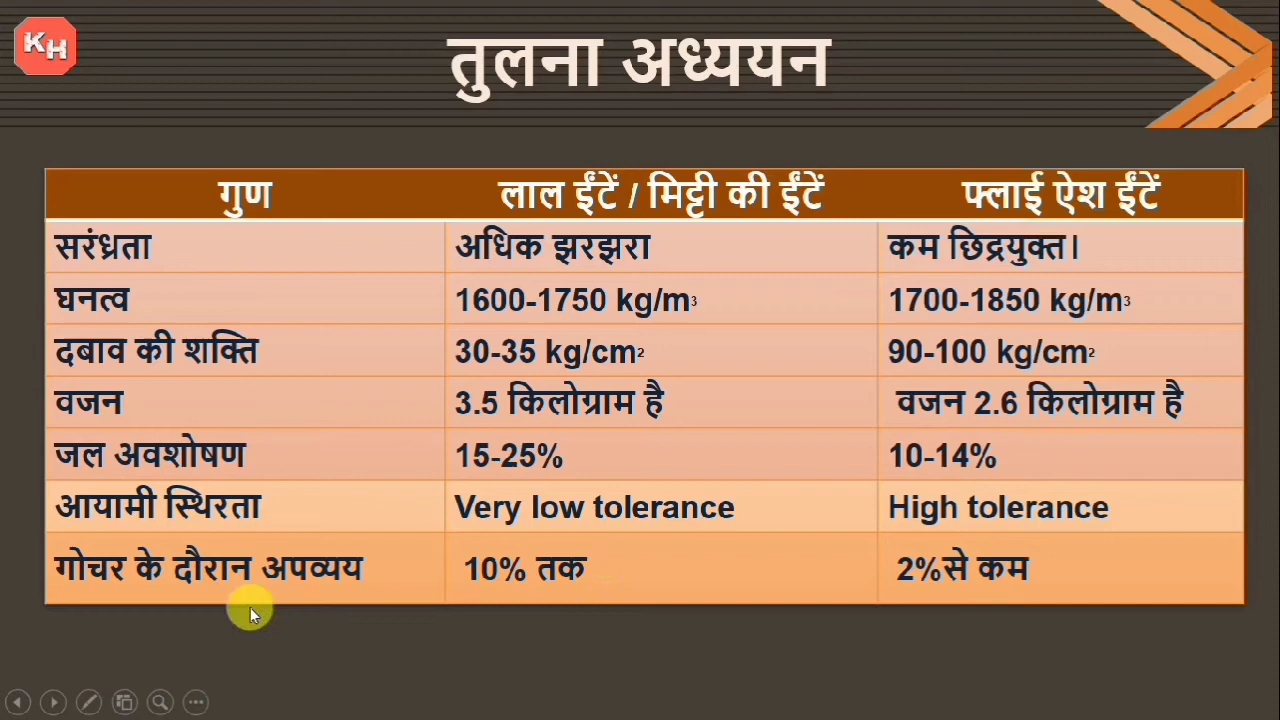 KH
तुलना अध्ययन
गुण लाल ईंटें / मिट्टी की ईंटें फ्लाई ऐश ईंटें
सरंध्रता अधिक झरझरा कम छिद्रयुक्त।
घनत्व 1600-1750 kg/m³ 1700-1850 kg/m³
दबाव की शक्ति 30-35 kg/cm² 90-100 kg/cm²
वजन 3.5 किलोग्राम है वजन 2.6 किलोग्राम है
जल अवशोषण 15-25% 10-14%
आयामी स्थिरता Very low tolerance High tolerance
गोचर के दौरान अपव्यय 10% तक 2%से कम